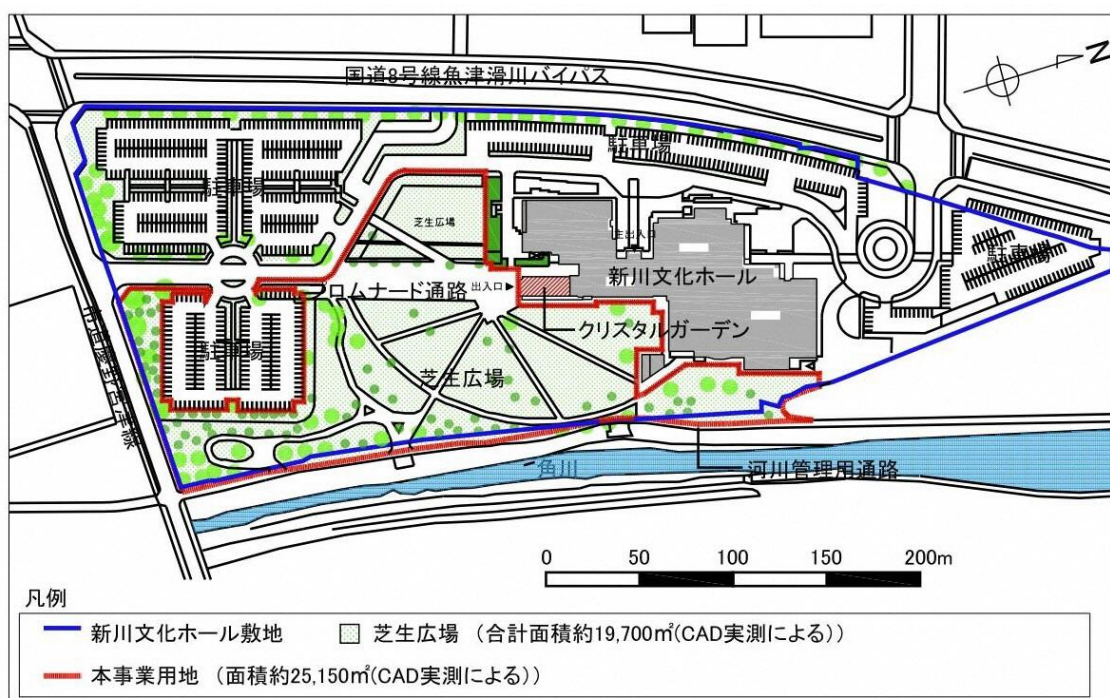 国道8号線魚津滑川バイパス
N
駐車場
駐車場
芝生広場
主出入口
新川文化ホール
駐車場
プロムナード通路
出入口
クリスタルガーデン
駐車場
芝生広場
河川管理用通路
角川
0 50 100 150 200m
凡例
新川文化ホール敷地
芝生広場 (合計面積約19,700㎡(CAD実測による))
本事業用地 (面積約25,150㎡(CAD実測による))